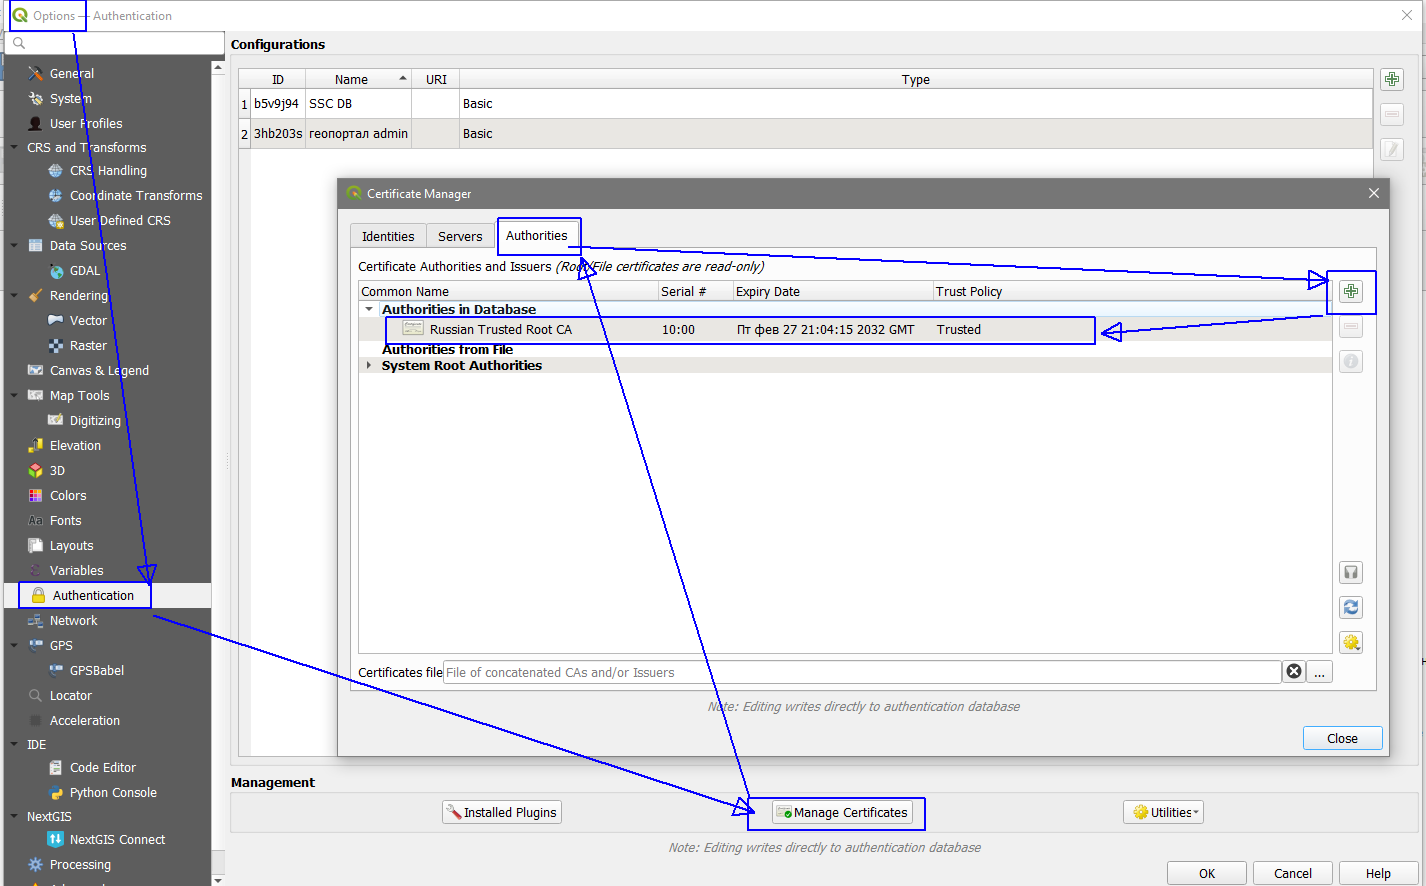 Options — Authentication
Configurations
General
System
User Profiles
CRS and Transforms
CRS Handling
Coordinate Transforms
User Defined CRS
Data Sources
GDAL
Rendering
Vector
Raster
Canvas & Legend
Map Tools
Digitizing
Elevation
3D
Colors
Fonts
Layouts
Variables
Authentication
Network
GPS
GPSBabel
Locator
Acceleration
IDE
Code Editor
Python Console
NextGIS
NextGIS Connect
Processing
ID Name URI Type
1 b5v9j94 SSC DB Basic
2 3hb203s геопортал admin Basic
Certificate Manager
Identities Servers Authorities
Certificate Authorities and Issuers (Root/File certificates are read-only)
Common Name Serial # Expiry Date Trust Policy
Authorities in Database
Russian Trusted Root CA 10:00 Пт фев 27 21:04:15 2032 GMT Trusted
Authorities from File
System Root Authorities
Certificates file File of concatenated CAs and/or Issuers ...
Note: Editing writes directly to authentication database
Close
Management
Installed Plugins Manage Certificates Utilities
Note: Editing writes directly to authentication database
OK Cancel Help